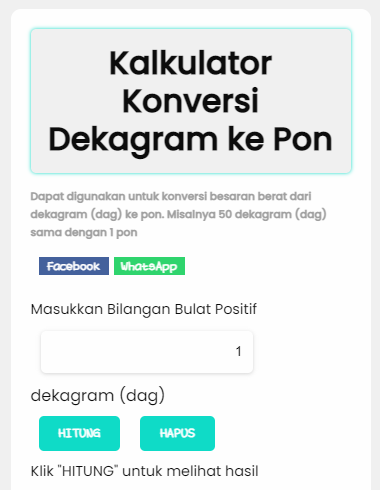 Kalkulator
Konversi
Dekagram ke Pon
Dapat digunakan untuk konversi besaran berat dari
dekagram (dag) ke pon. Misalnya 50 dekagram (dag)
sama dengan 1 pon
Facebook WhatsApp
Masukkan Bilangan Bulat Positif
1
dekagram (dag)
HITUNG HAPUS
Klik "HITUNG" untuk melihat hasil